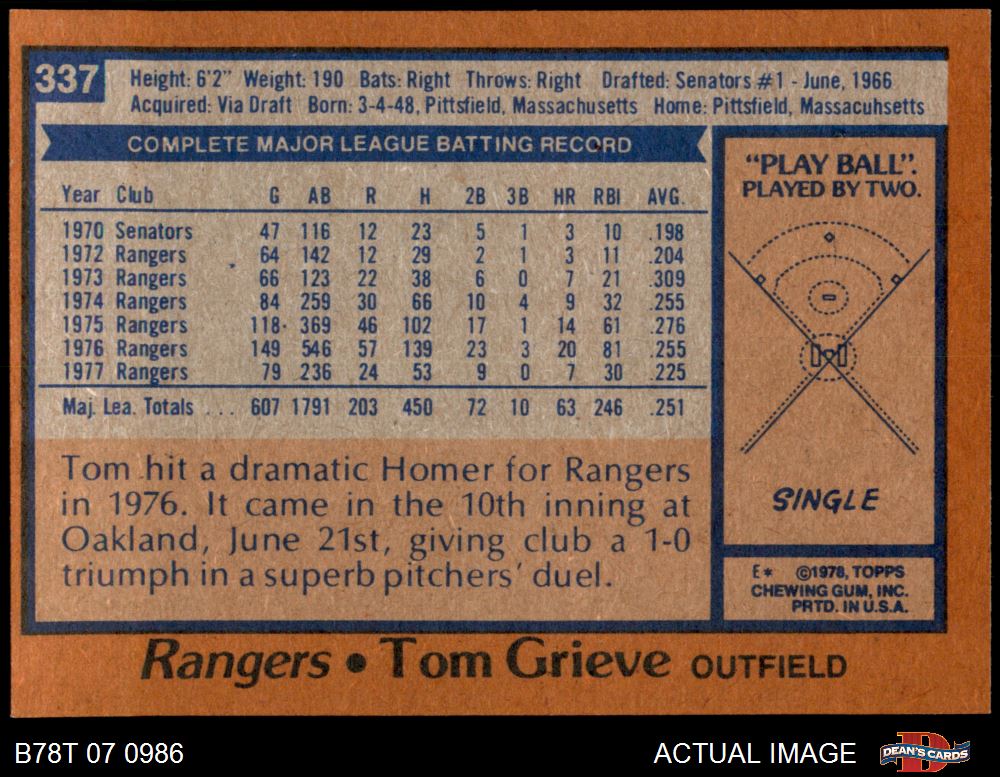 337
Height: 6'2" Weight: 190 Bats: Right Throws: Right Drafted: Senators #1 - June, 1966
Acquired: Via Draft Born: 3-4-48, Pittsfield, Massachusetts Home: Pittsfield, Massacuhsetts
COMPLETE MAJOR LEAGUE BATTING RECORD
Year Club G AB R H 2B 3B HR RBI AVG.
1970 Senators 47 116 12 23 5 1 3 10 .198
1972 Rangers 64 142 12 29 2 1 3 11 .204
1973 Rangers 66 123 22 38 6 0 7 21 .309
1974 Rangers 84 259 30 66 10 4 9 32 .255
1975 Rangers 118 369 46 102 17 1 14 61 .276
1976 Rangers 149 546 57 139 23 3 20 81 .255
1977 Rangers 79 236 24 53 9 0 7 30 .225
Maj. Lea. Totals . . . 607 1791 203 450 72 10 63 246 .251
Tom hit a dramatic Homer for Rangers
in 1976. It came in the 10th inning at
Oakland, June 21st, giving club a 1-0
triumph in a superb pitchers' duel.
"PLAY BALL".
PLAYED BY TWO.
SINGLE
E* ©1978, TOPPS
CHEWING GUM, INC.
PRTD. IN U.S.A.
Rangers • Tom Grieve OUTFIELD
B78T 07 0986
ACTUAL IMAGE
DEAN'S CARDS